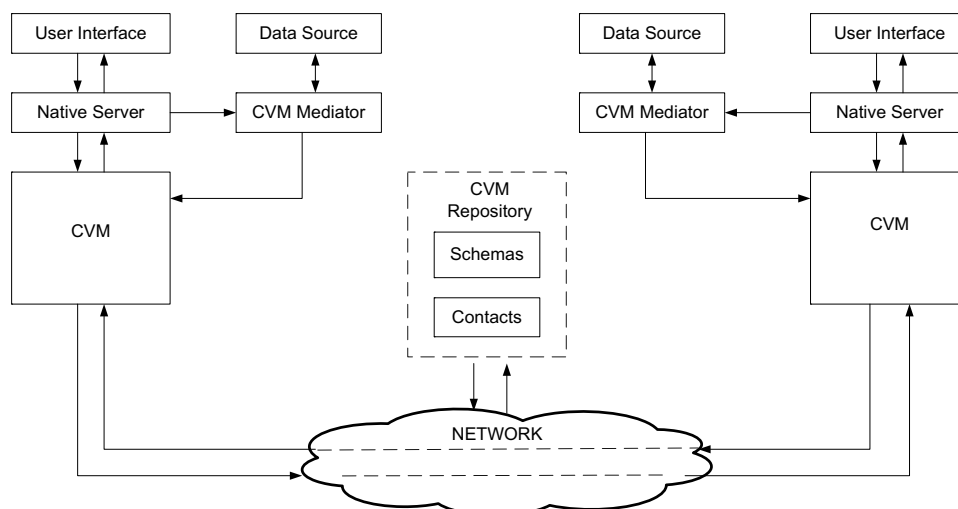 User Interface
Data Source
Data Source
User Interface
Native Server
CVM Mediator
CVM Mediator
Native Server
CVM
CVM
Repository
CVM
Schemas
Contacts
NETWORK